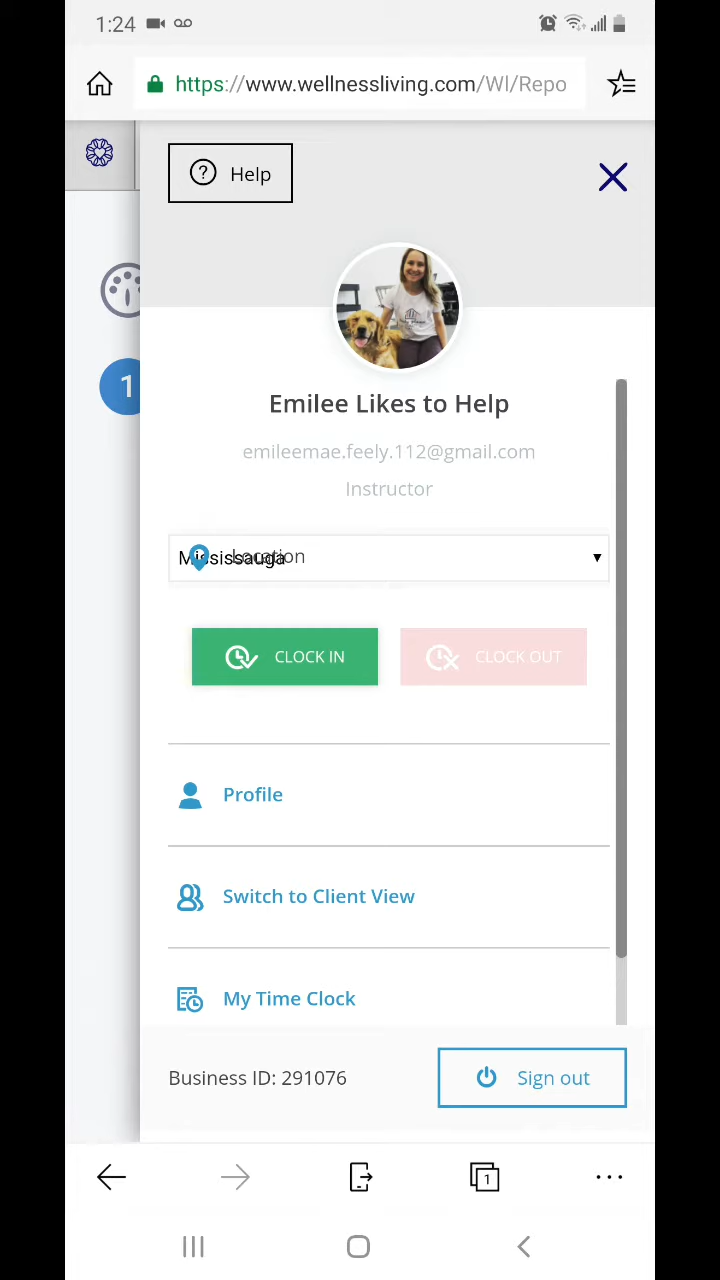 1:24
https://www.wellnessliving.com/Wl/Repo
Help
1
Emilee Likes to Help
emileemae.feely.112@gmail.com
Instructor
Mississauga
Location
CLOCK IN
CLOCK OUT
Profile
Switch to Client View
My Time Clock
Business ID: 291076
Sign out
1